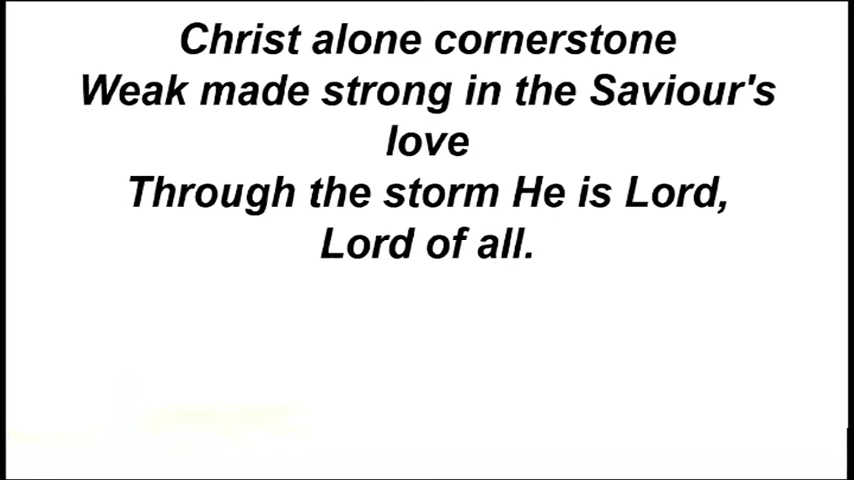 Christ alone cornerstone
Weak made strong in the Saviour's
love
Through the storm He is Lord,
Lord of all.